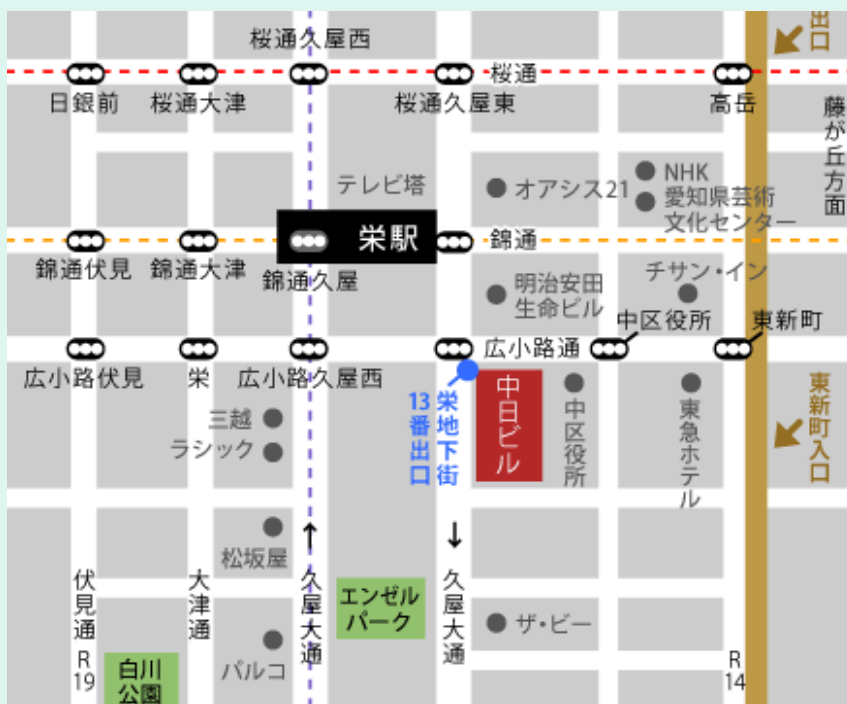 桜通久屋西
出口
桜通
日銀前
桜通大津
桜通久屋東
高岳
藤が丘方面
テレビ塔
オアシス21
NHK
愛知県芸術
文化センター
栄駅
錦通
錦通伏見
錦通大津
錦通久屋
明治安田
生命ビル
チサン・イン
中区役所
東新町
広小路通
広小路伏見
栄
広小路久屋西
三越
ラシック
栄地下街
13番出口
中日ビル
中区役所
東急ホテル
東新町入口
松坂屋
伏見通
R
19
大津通
久屋大通
エンゼル
パーク
久屋大通
ザ・ビー
パルコ
白川
公園
R
14